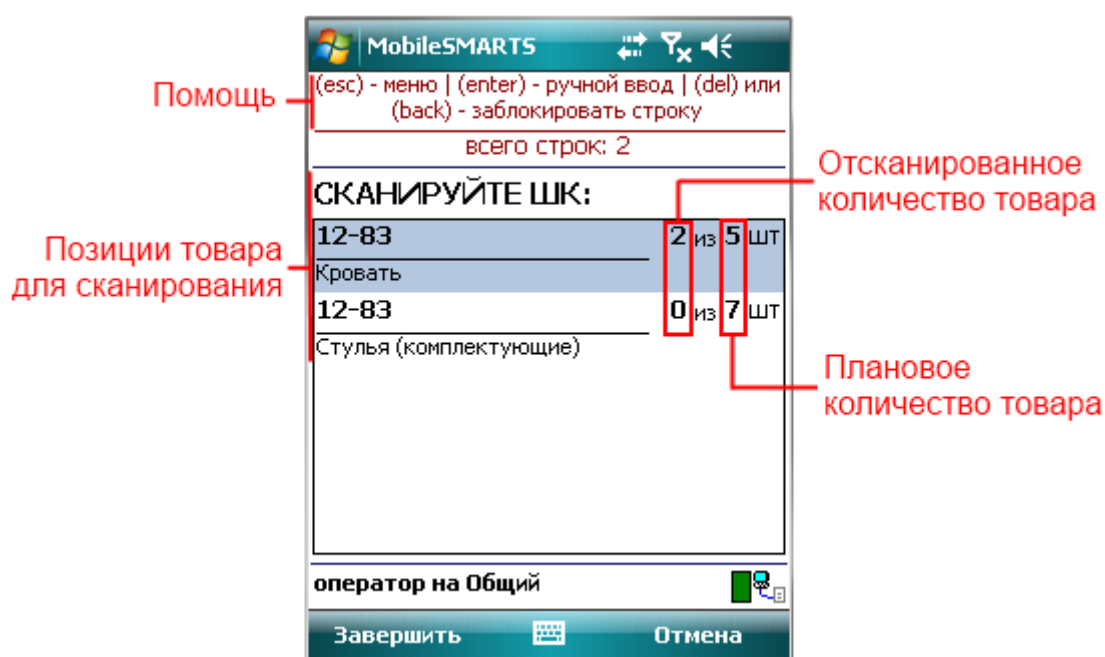 MobileSMARTS
Помощь
(esc) - меню | (enter) - ручной ввод | (del) или
(back) - заблокировать строку
всего строк: 2
Отсканированное
количество товара
СКАНИРУЙТЕ ШК:
Позиции товара
для сканирования
12-83 2 из 5 шт
Кровать
12-83 0 из 7 шт
Стулья (комплектующие)
Плановое
количество товара
оператор на Общий
Завершить Отмена